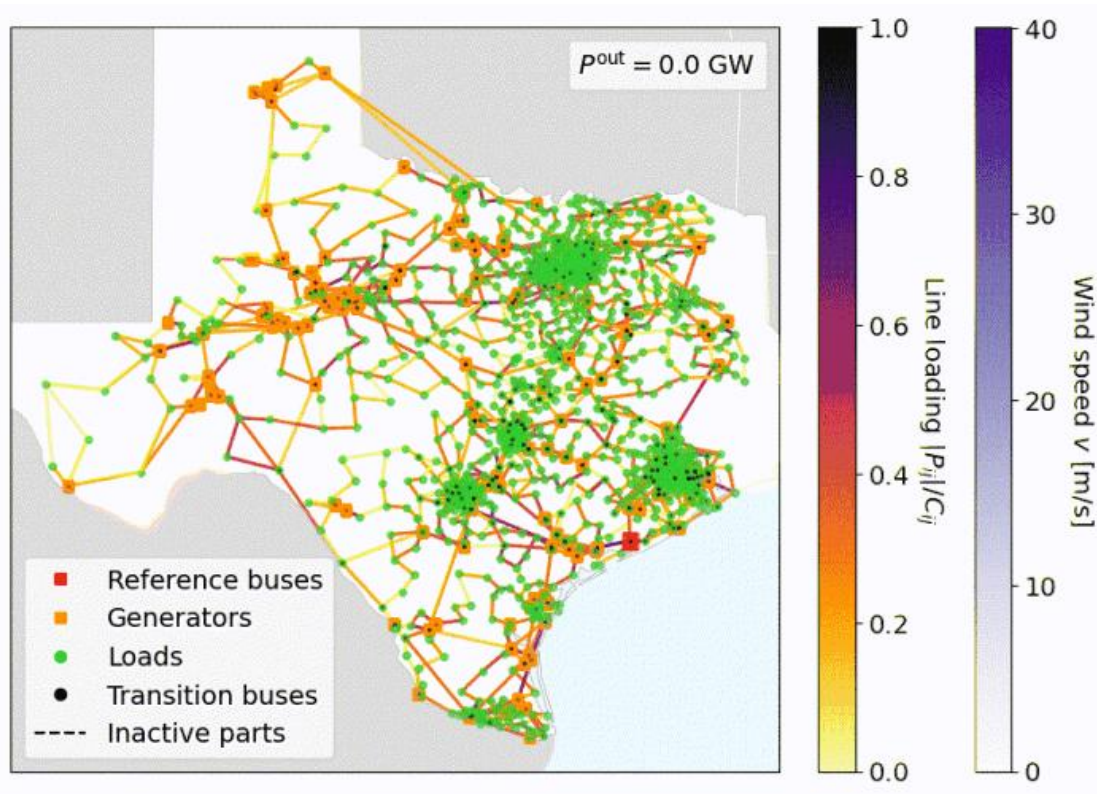 P^out = 0.0 GW
Reference buses
Generators
Loads
Transition buses
Inactive parts
1.0
0.8
0.6
0.4
0.2
0.0
Line loading |P_ij|/C_ij
40
30
20
10
0
Wind speed v [m/s]